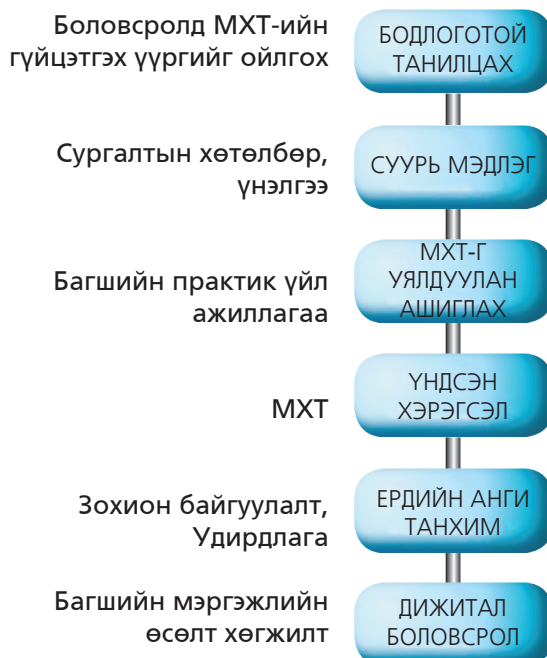 Боловсролд МХТ-ийн
гүйцэтгэх үүргийг ойлгох
БОДЛОГОТОЙ
ТАНИЛЦАХ
Сургалтын хөтөлбөр,
үнэлгээ
СУУРЬ МЭДЛЭГ
Багшийн практик үйл
ажиллагаа
МХТ-Г
УЯЛДУУЛАН
АШИГЛАХ
МХТ
ҮНДСЭН
ХЭРЭГСЭЛ
Зохион байгуулалт,
Удирдлага
ЕРДИЙН АНГИ
ТАНХИМ
Багшийн мэргэжлийн
өсөлт хөгжилт
ДИЖИТАЛ
БОЛОВСРОЛ